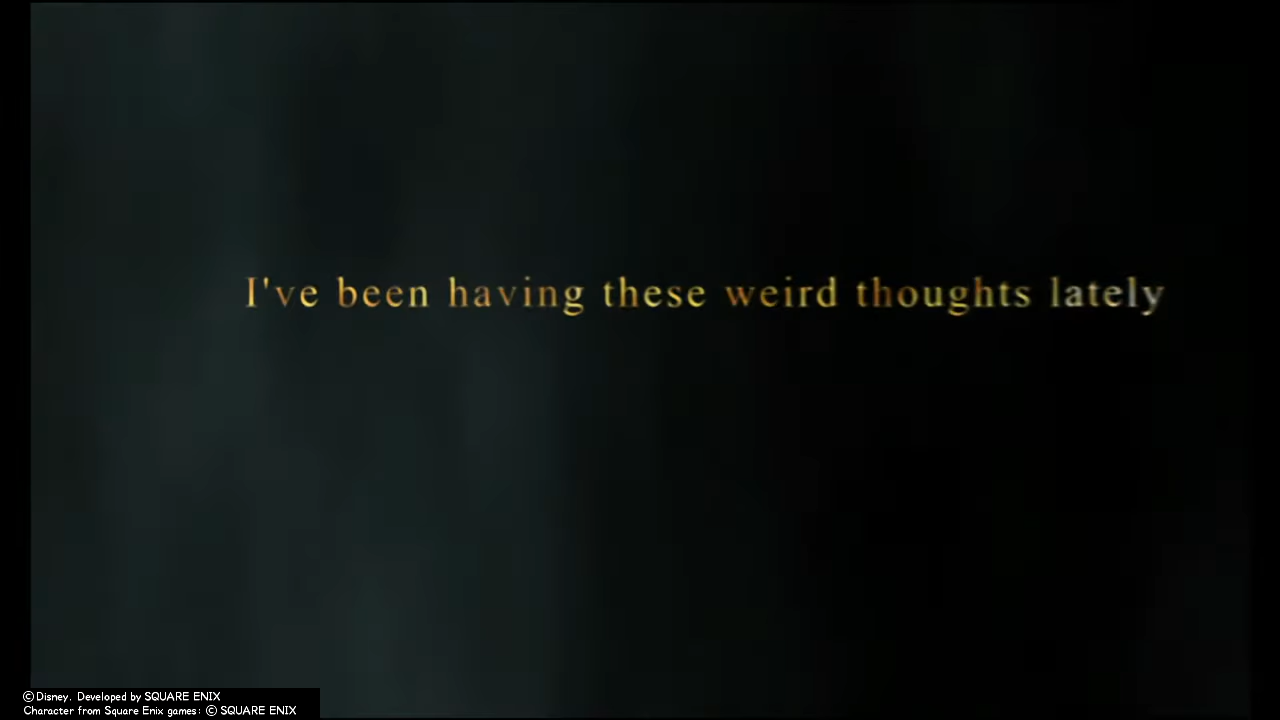 I've been having these weird thoughts lately
©Disney. Developed by SQUARE ENIX
Character from Square Enix games: © SQUARE ENIX